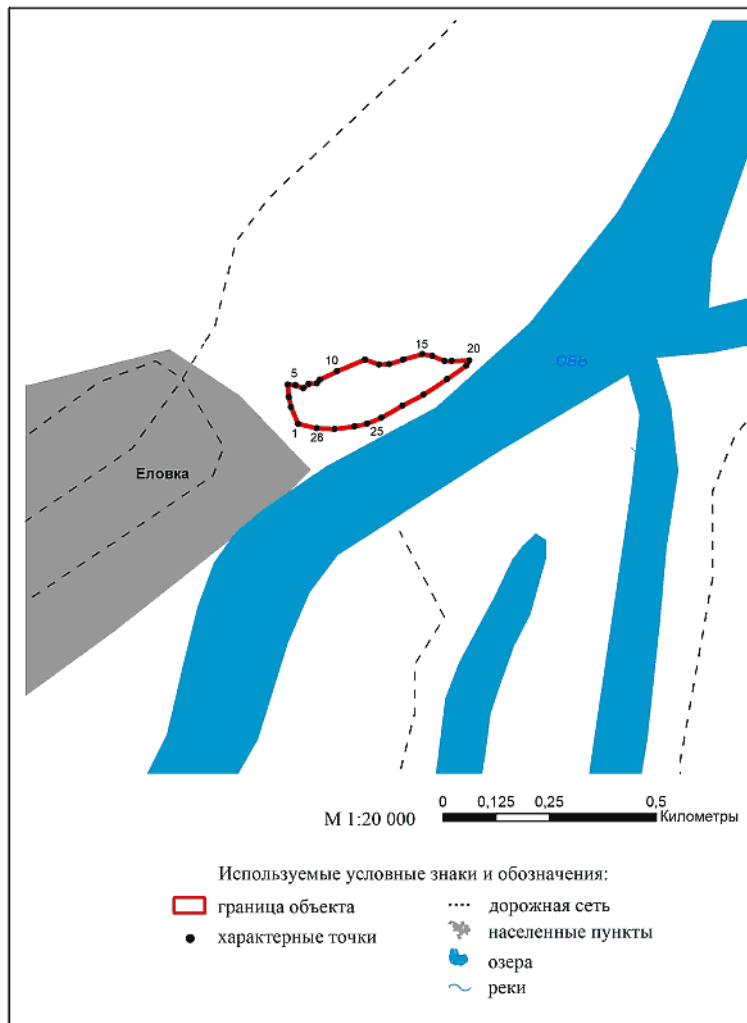 15
20
10
5
ОБЬ
1
28
25
Еловка
0 0,125 0,25 0,5
М 1:20 000
Километры
Используемые условные знаки и обозначения:
граница объекта
характерные точки
дорожная сеть
населенные пункты
озера
реки